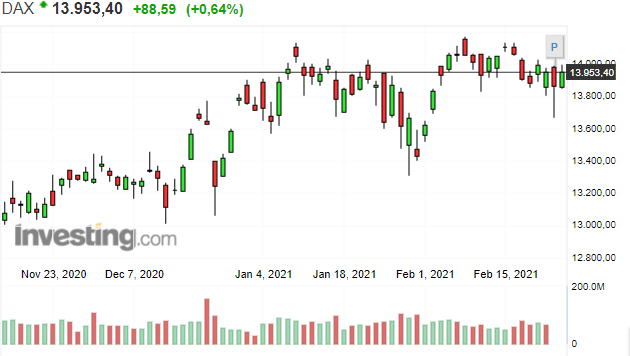 DAX 13.953,40 +88,59 (+0,64%)
P
14.000,00
13.953,40
13.800,00
13.600,00
13.400,00
13.200,00
13.000,00
12.800,00
Investing.com
Nov 23, 2020 Dec 7, 2020 Jan 4, 2021 Jan 18, 2021 Feb 1, 2021 Feb 15, 2021
200.0M
0